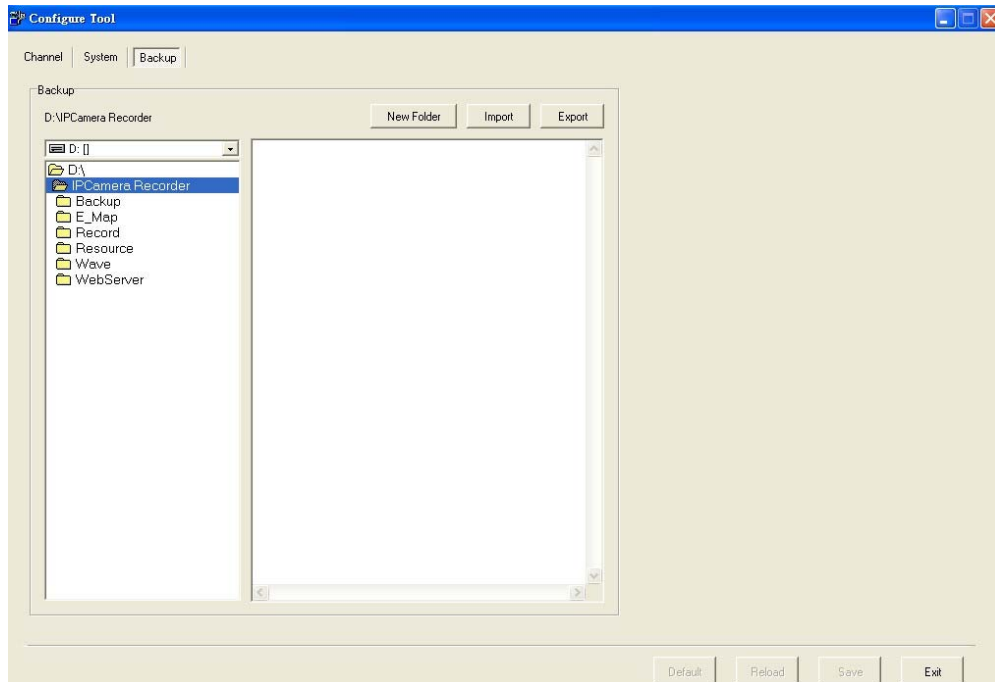 Configure Tool
Channel System Backup
Backup
D:\IPCamera Recorder
New Folder Import Export
D: []
D:\
IPCamera Recorder
Backup
E_Map
Record
Resource
Wave
WebServer
Default Reload Save Exit